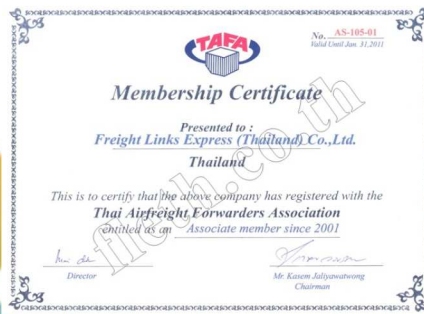 No. AS-105-01
Valid Until Jan. 31,2011
TAFA
Membership Certificate
Presented to :
Freight Links Express (Thailand) Co.,Ltd.
Thailand
This is to certify that the above company has registered with the
Thai Airfreight Forwarders Association
entitled as an Associate member since 2001
Director
Mr. Kasem Jaliyawatwong
Chairman
fleth.co.th